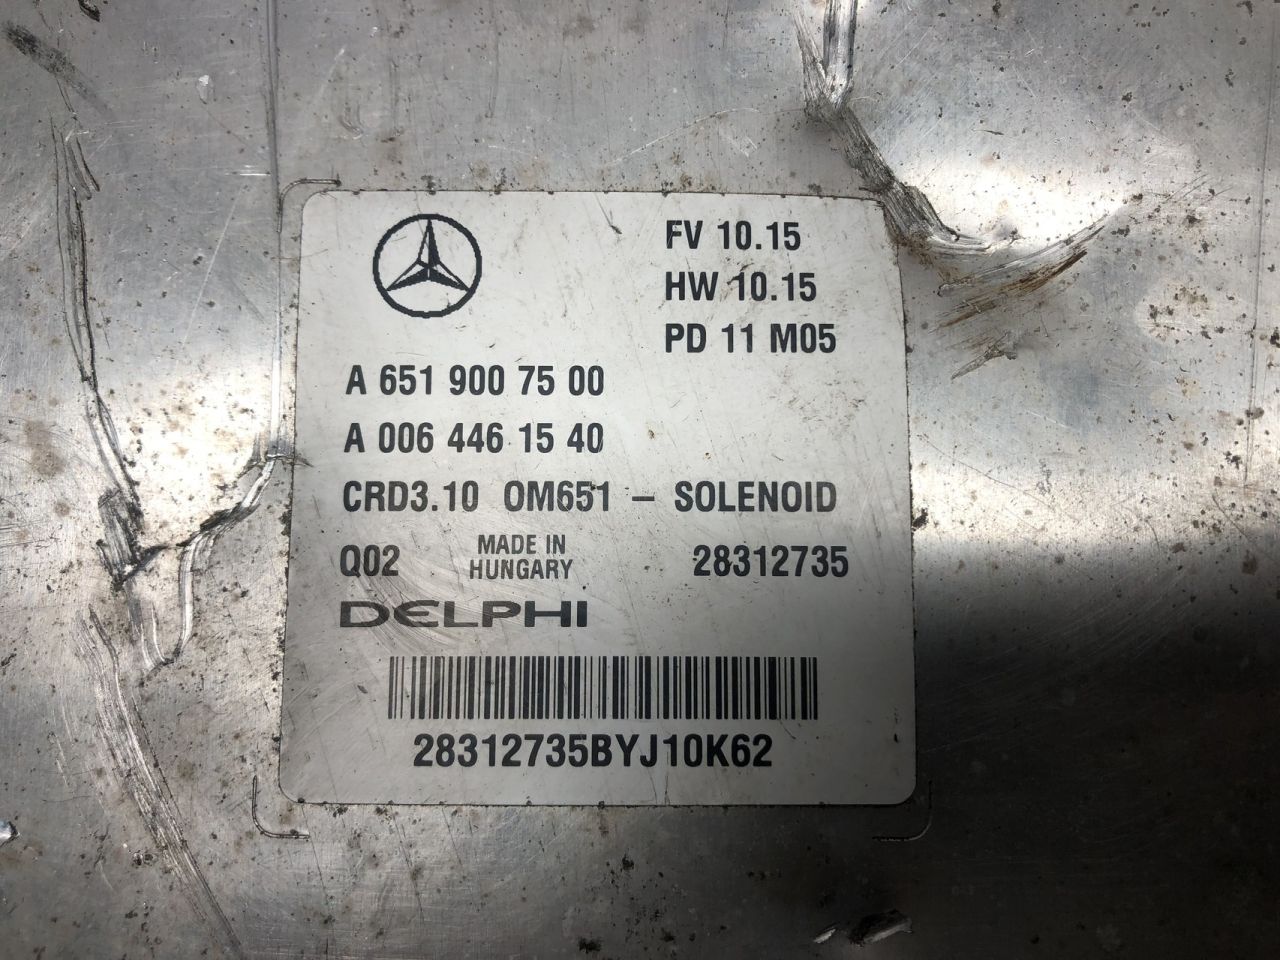 FV 10.15
HW 10.15
PD 11 M05
A 651 900 75 00
A 006 446 15 40
CRD3.10 OM651 – SOLENOID
Q02 MADE IN HUNGARY 28312735
DELPHI
28312735BYJ10K62